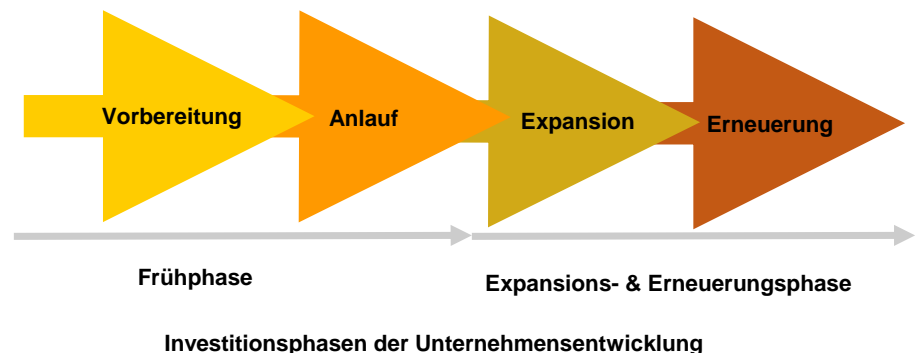 Vorbereitung
Anlauf
Expansion
Erneuerung
Frühphase
Expansions- & Erneuerungsphase
Investitionsphasen der Unternehmensentwicklung